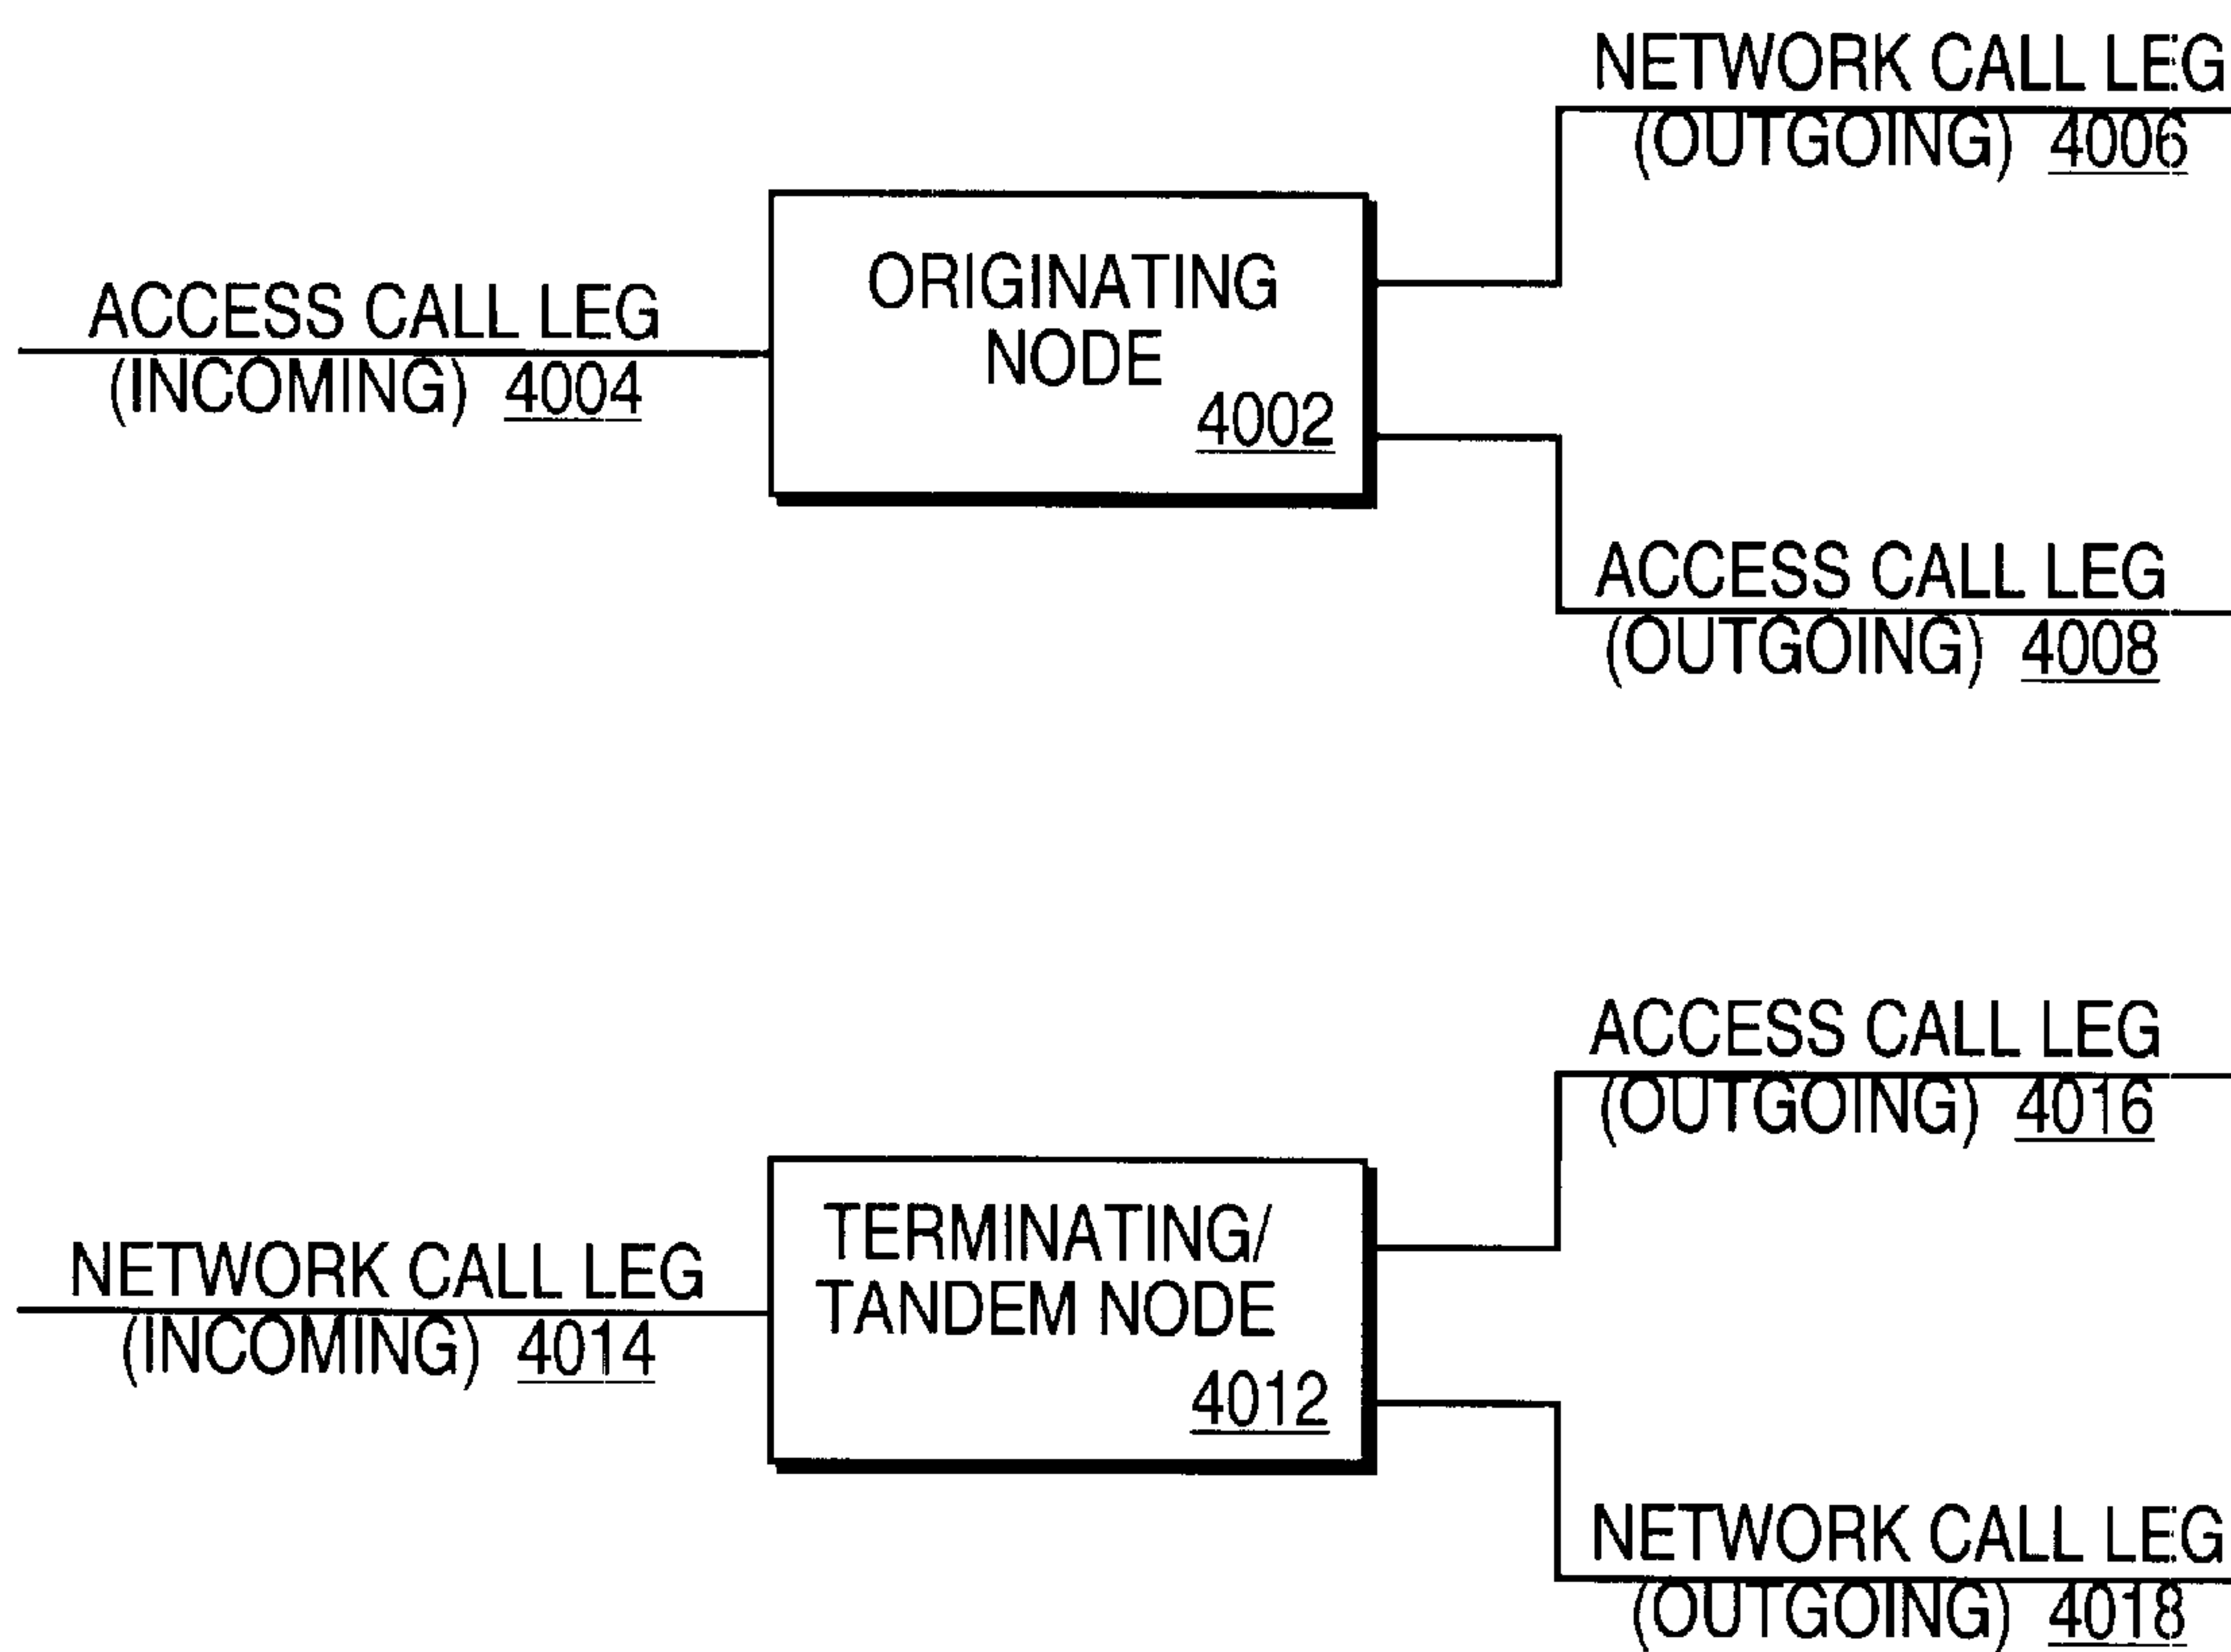 NETWORK CALL LEG
(OUTGOING) 4006
ORIGINATING
NODE
4002
ACCESS CALL LEG
(INCOMING) 4004
ACCESS CALL LEG
(OUTGOING) 4008
ACCESS CALL LEG
(OUTGOING) 4016
TERMINATING/
TANDEM NODE
4012
NETWORK CALL LEG
(INCOMING) 4014
NETWORK CALL LEG
(OUTGOING) 4018